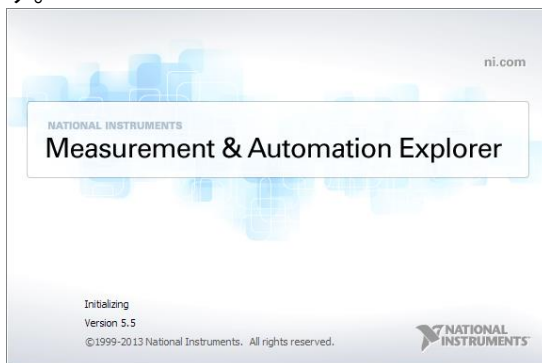 ni.com
NATIONAL INSTRUMENTS
Measurement & Automation Explorer
Initializing
Version 5.5
©1999-2013 National Instruments. All rights reserved.
NATIONAL
INSTRUMENTS™